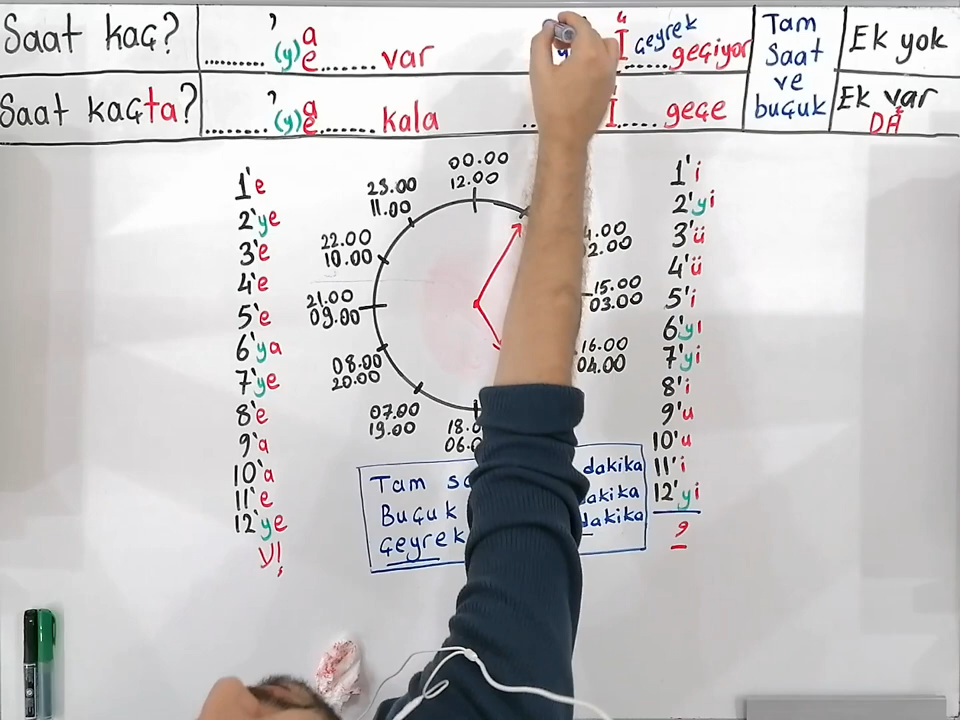 Saat kaç? ..........'(y)a e....... var ü İ Çeyrek ..... geçiyor
Saat kaçta? ..........'(y)a e....... kala .. İ..... geçe
Tam
Saat
ve
buçuk
Ek yok
Ek var
DA
1'e
2'ye
3'e
4'e
5'e
6'ya
7'ye
8'e
9'a
10'a
11'e
12'ye
00.00
12.00
23.00
11.00
22.00
10.00
21.00
09.00
08.00
20.00
07.00
19.00
15.00
03.00
16.00
04.00
1'i
2'yi
3'ü
4'ü
5'i
6'yı
7'yi
8'i
9'u
10'u
11'i
12'yi
Tam dakika
Buçuk dakika
Çeyrek dakika